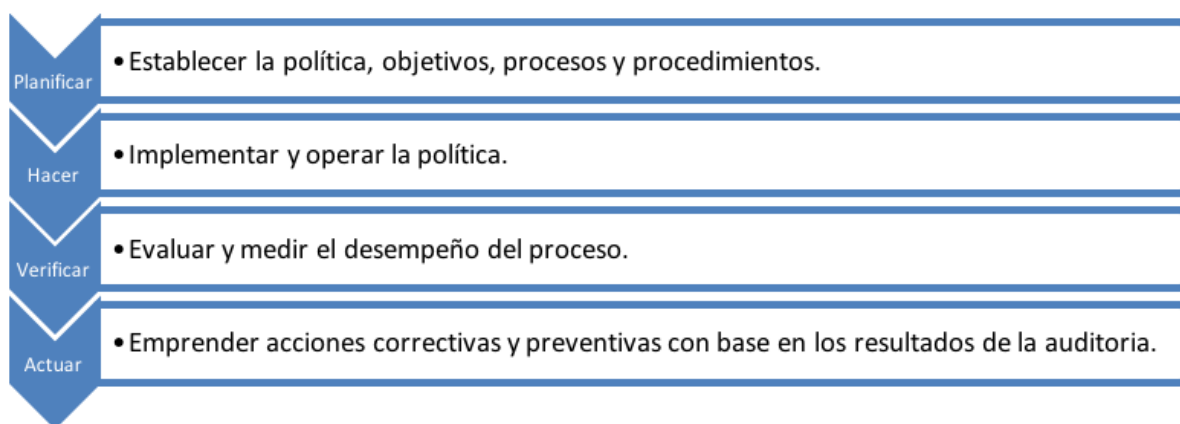 Planificar
• Establecer la política, objetivos, procesos y procedimientos.
Hacer
• Implementar y operar la política.
Verificar
• Evaluar y medir el desempeño del proceso.
Actuar
• Emprender acciones correctivas y preventivas con base en los resultados de la auditoria.